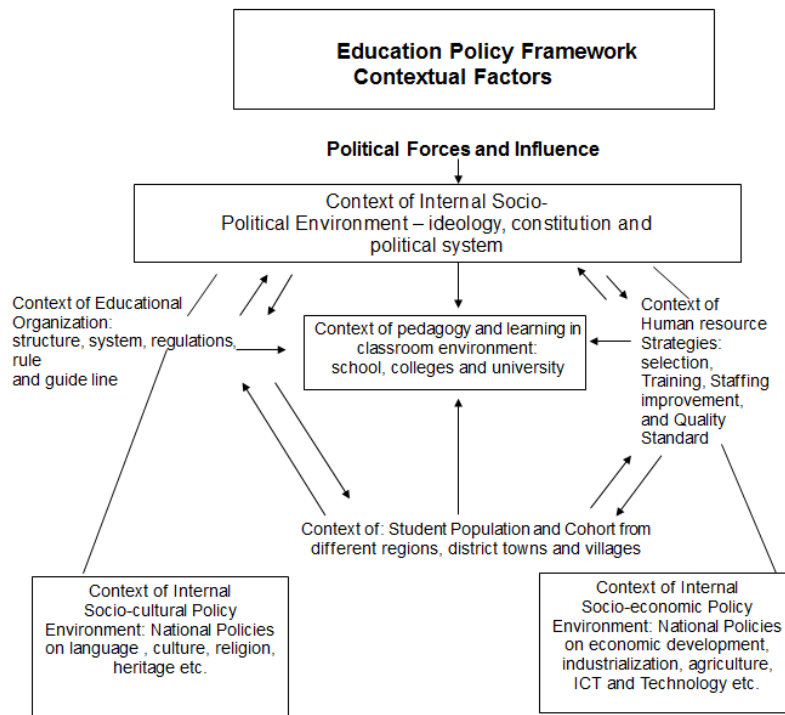 Education Policy Framework
Contextual Factors
Political Forces and Influence
Context of Internal Socio-
Political Environment – ideology, constitution and
political system
Context of Educational
Organization:
structure, system, regulations,
rule
and guide line
Context of pedagogy and learning in
classroom environment:
school, colleges and university
Context of
Human resource
Strategies:
selection,
Training, Staffing
improvement,
and Quality
Standard
Context of: Student Population and Cohort from
different regions, district towns and villages
Context of Internal
Socio-cultural Policy
Environment: National Policies
on language , culture, religion,
heritage etc.
Context of Internal
Socio-economic Policy
Environment: National Policies
on economic development,
industrialization, agriculture,
ICT and Technology etc.